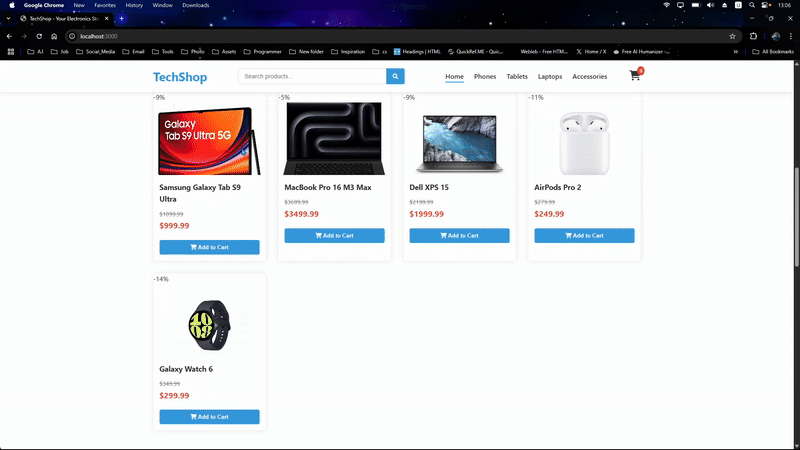 Google Chrome New Favorites History Window Downloads
13:06
TechShop - Your Electronics St
localhost:3000
A.I Job Social_Media Email Tools Photo Assets Programmer New folder Inspiration cs Headings | HTML QuickRef.ME - Quic... Webleb - Free HTM... Home / X Free AI Humanizer -... All Bookmarks
TechShop
Search products...
Home Phones Tablets Laptops Accessories
0
-9% -5% -9% -11%
Galaxy
Tab S9 Ultra 5G
Samsung Galaxy Tab S9
Ultra
$1099.99
$999.99
Add to Cart
MacBook Pro 16 M3 Max
$3699.99
$3499.99
Add to Cart
Dell XPS 15
$2199.99
$1999.99
Add to Cart
AirPods Pro 2
$279.99
$249.99
Add to Cart
-14%
Galaxy Watch 6
$349.99
$299.99
Add to Cart